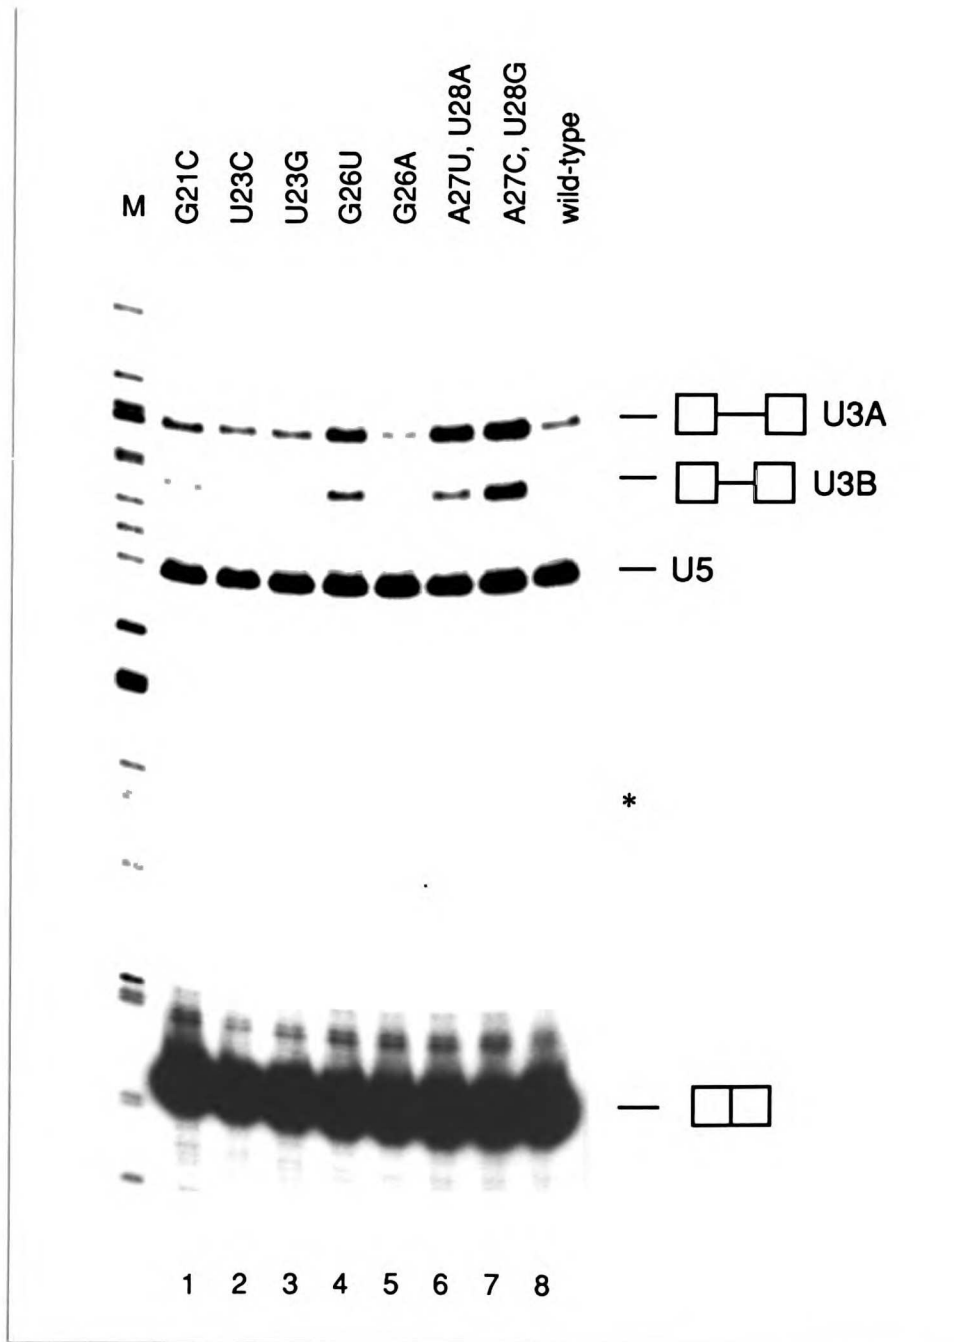 M
G21C
U23C
U23G
G26U
G26A
A27U, U28A
A27C, U28G
wild-type
U3A
U3B
U5
*
1 2 3 4 5 6 7 8